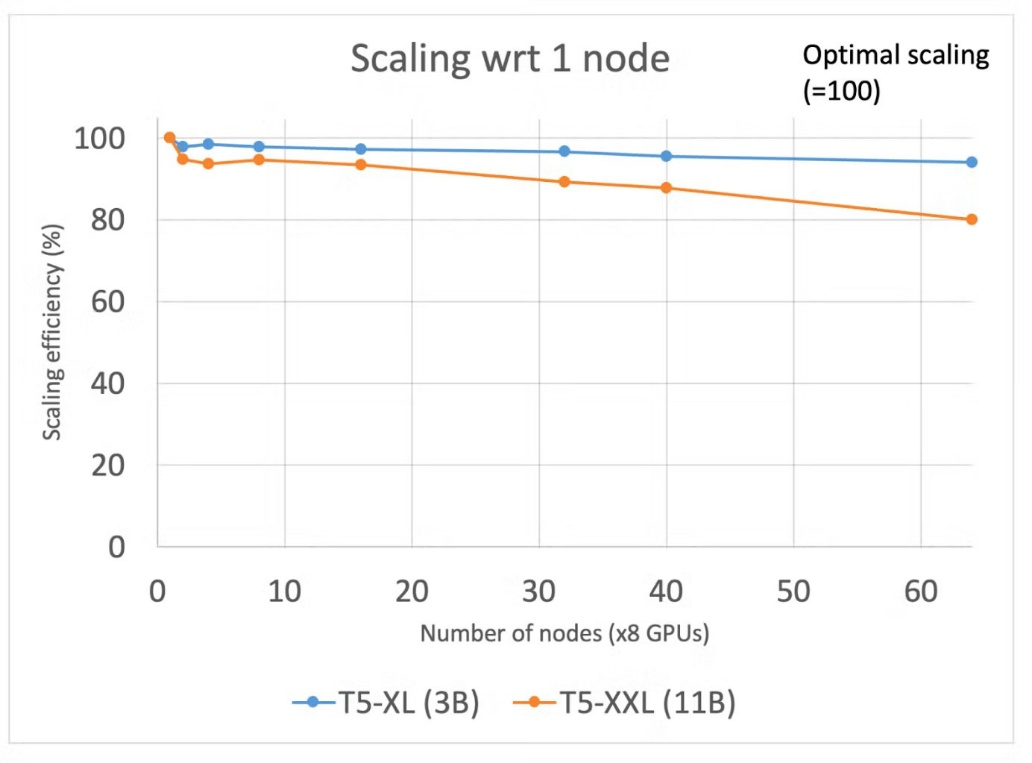 Scaling wrt 1 node
Optimal scaling
(=100)
Scaling efficiency (%)
100
80
60
40
20
0
0 10 20 30 40 50 60
Number of nodes (x8 GPUs)
T5-XL (3B) T5-XXL (11B)